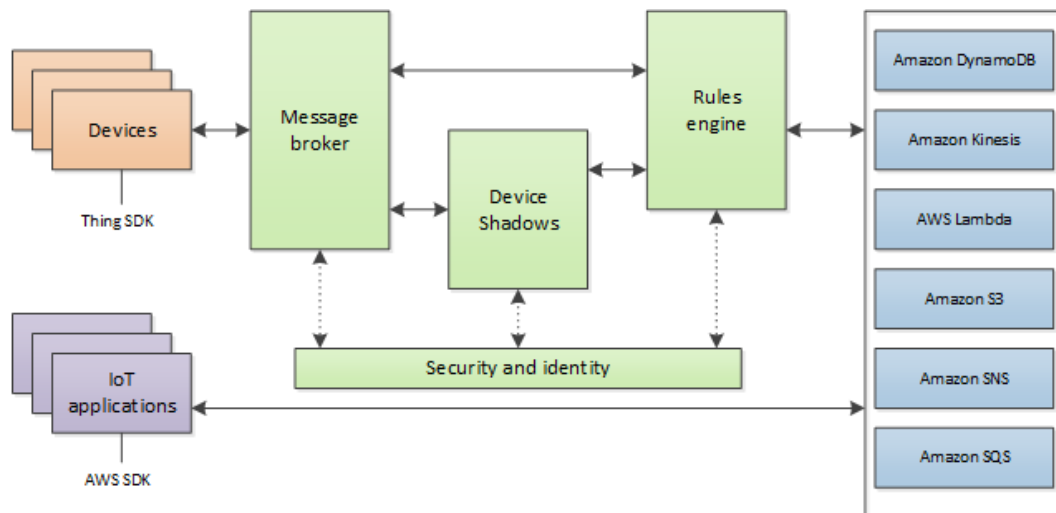 Devices
Thing SDK
Message
broker
Device
Shadows
Rules
engine
Security and identity
IoT
applications
AWS SDK
Amazon DynamoDB
Amazon Kinesis
AWS Lambda
Amazon S3
Amazon SNS
Amazon SQS